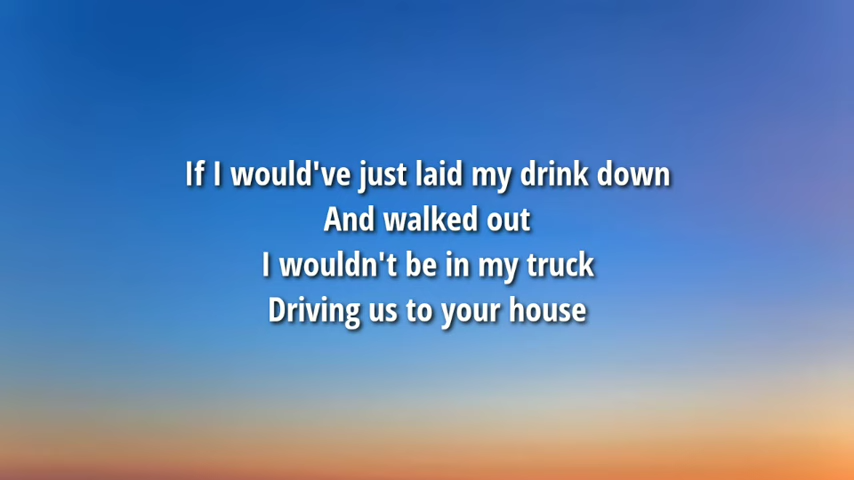 If I would've just laid my drink down
And walked out
I wouldn't be in my truck
Driving us to your house